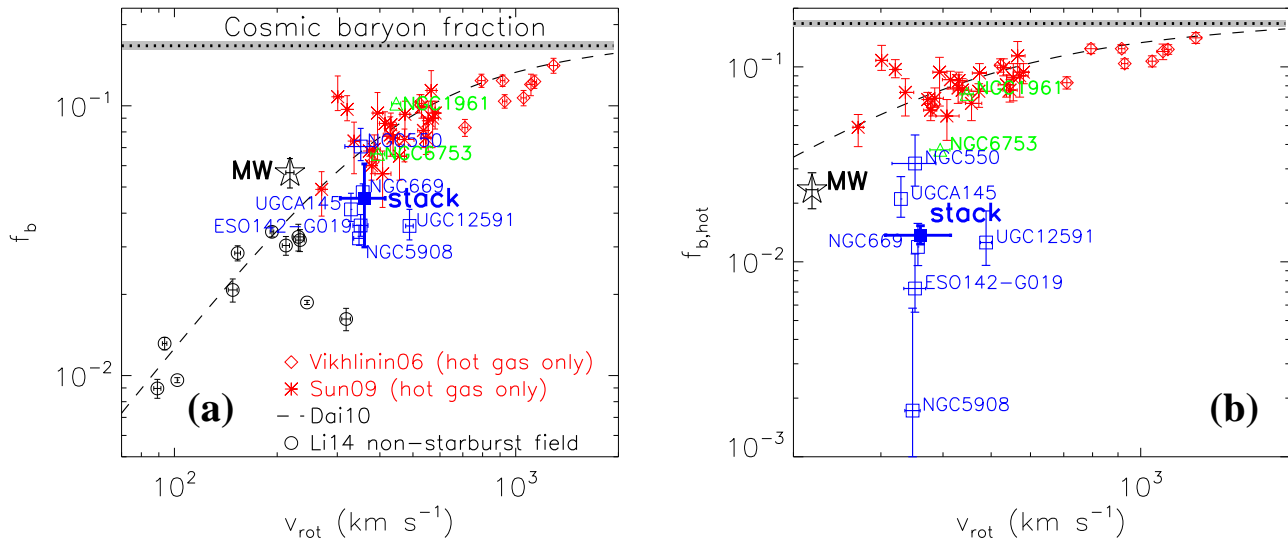 Cosmic baryon fraction
NGC1961
NGC550
NGC6753
MW
NGC669
stack
UGCA145
ESO142-G019
UGC12591
NGC5908
Vikhlinin06 (hot gas only)
Sun09 (hot gas only)
Dai10
Li14 non-starburst field
(a)
f_b
10^-1
10^-2
10^2
10^3
v_rot (km s^-1)
NGC1961
NGC6753
NGC550
MW
UGCA145
stack
NGC669
UGC12591
ESO142-G019
NGC5908
(b)
f_b,hot
10^-1
10^-2
10^-3
10^3
v_rot (km s^-1)